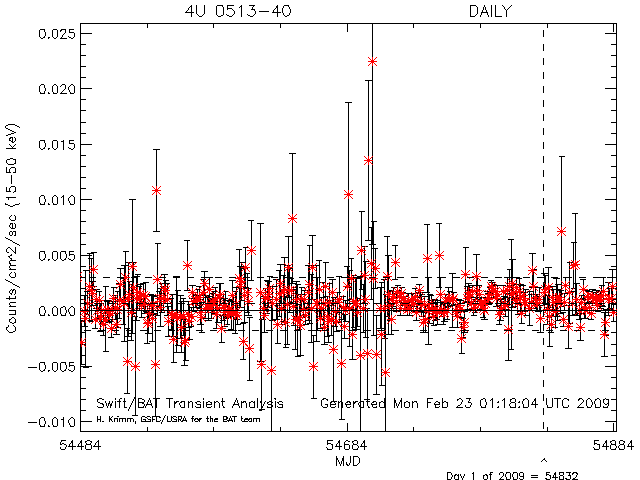 4U 0513-40 DAILY
0.025
0.020
0.015
0.010
0.005
0.000
-0.005
-0.010
Counts/cm^2/sec (15-50 keV)
Swift/BAT Transient Analysis Generated Mon Feb 23 01:18:04 UTC 2009
H. Krimm, GSFC/USRA for the BAT team
54484 54684 54884
MJD
Day 1 of 2009 = 54832